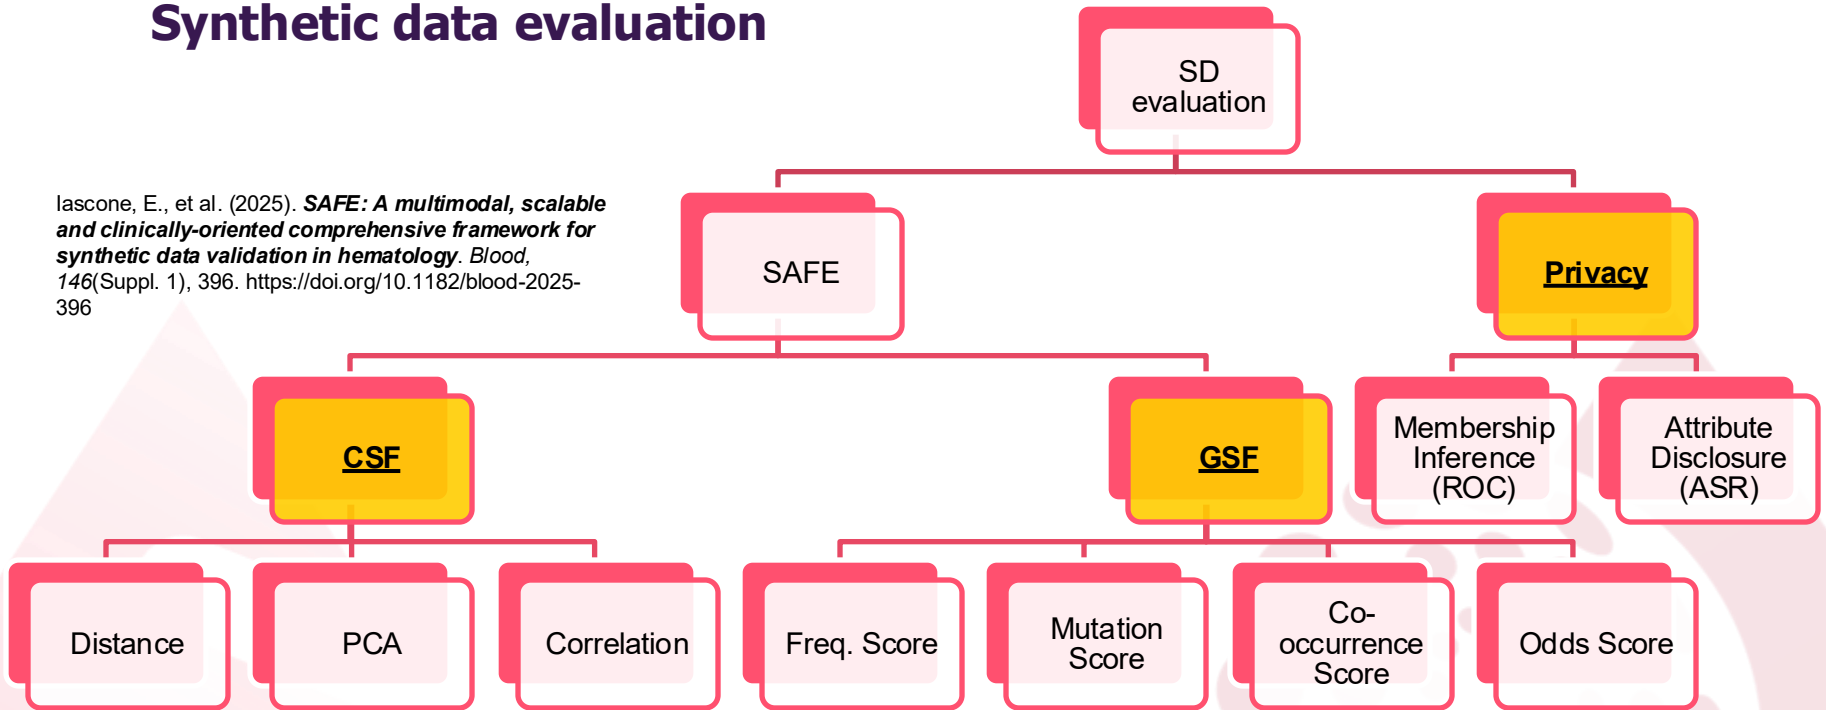 Synthetic data evaluation
SD
evaluation
Iascone, E., et al. (2025). SAFE: A multimodal, scalable
and clinically-oriented comprehensive framework for
synthetic data validation in hematology. Blood,
146(Suppl. 1), 396. https://doi.org/10.1182/blood-2025-
396
SAFE
Privacy
CSF
GSF
Membership
Inference
(ROC)
Attribute
Disclosure
(ASR)
Distance
PCA
Correlation
Freq. Score
Mutation
Score
Co-
occurrence
Score
Odds Score